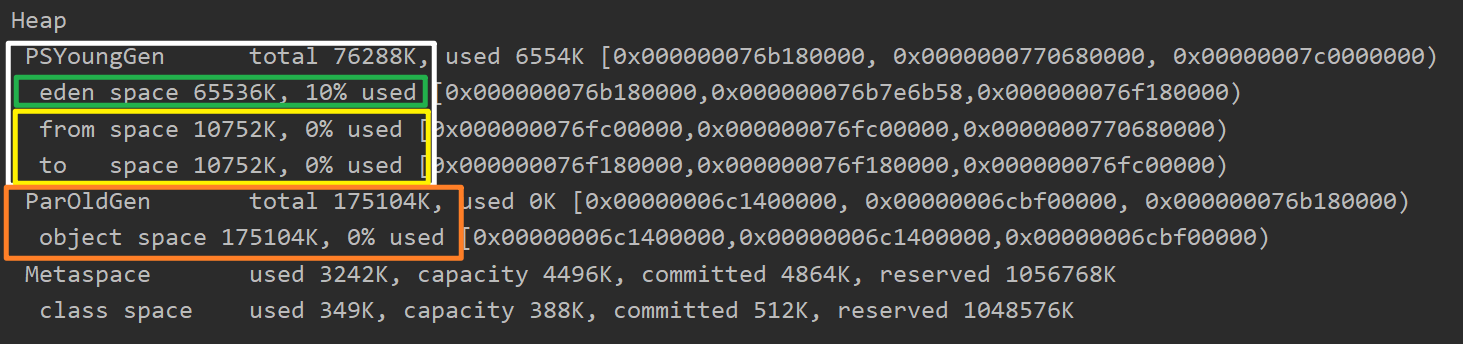 Heap
PSYoungGen      total 76288K, used 6554K [0x000000076b180000, 0x0000000770680000, 0x00000007c0000000)
eden space 65536K, 10% used [0x000000076b180000,0x000000076b7e6b58,0x000000076f180000)
from space 10752K, 0% used [0x000000076fc00000,0x000000076fc00000,0x0000000770680000)
to   space 10752K, 0% used [0x000000076f180000,0x000000076f180000,0x000000076fc00000)
ParOldGen       total 175104K, used 0K [0x00000006c1400000, 0x00000006cbf00000, 0x000000076b180000)
object space 175104K, 0% used [0x00000006c1400000,0x00000006c1400000,0x00000006cbf00000)
Metaspace       used 3242K, capacity 4496K, committed 4864K, reserved 1056768K
class space    used 349K, capacity 388K, committed 512K, reserved 1048576K